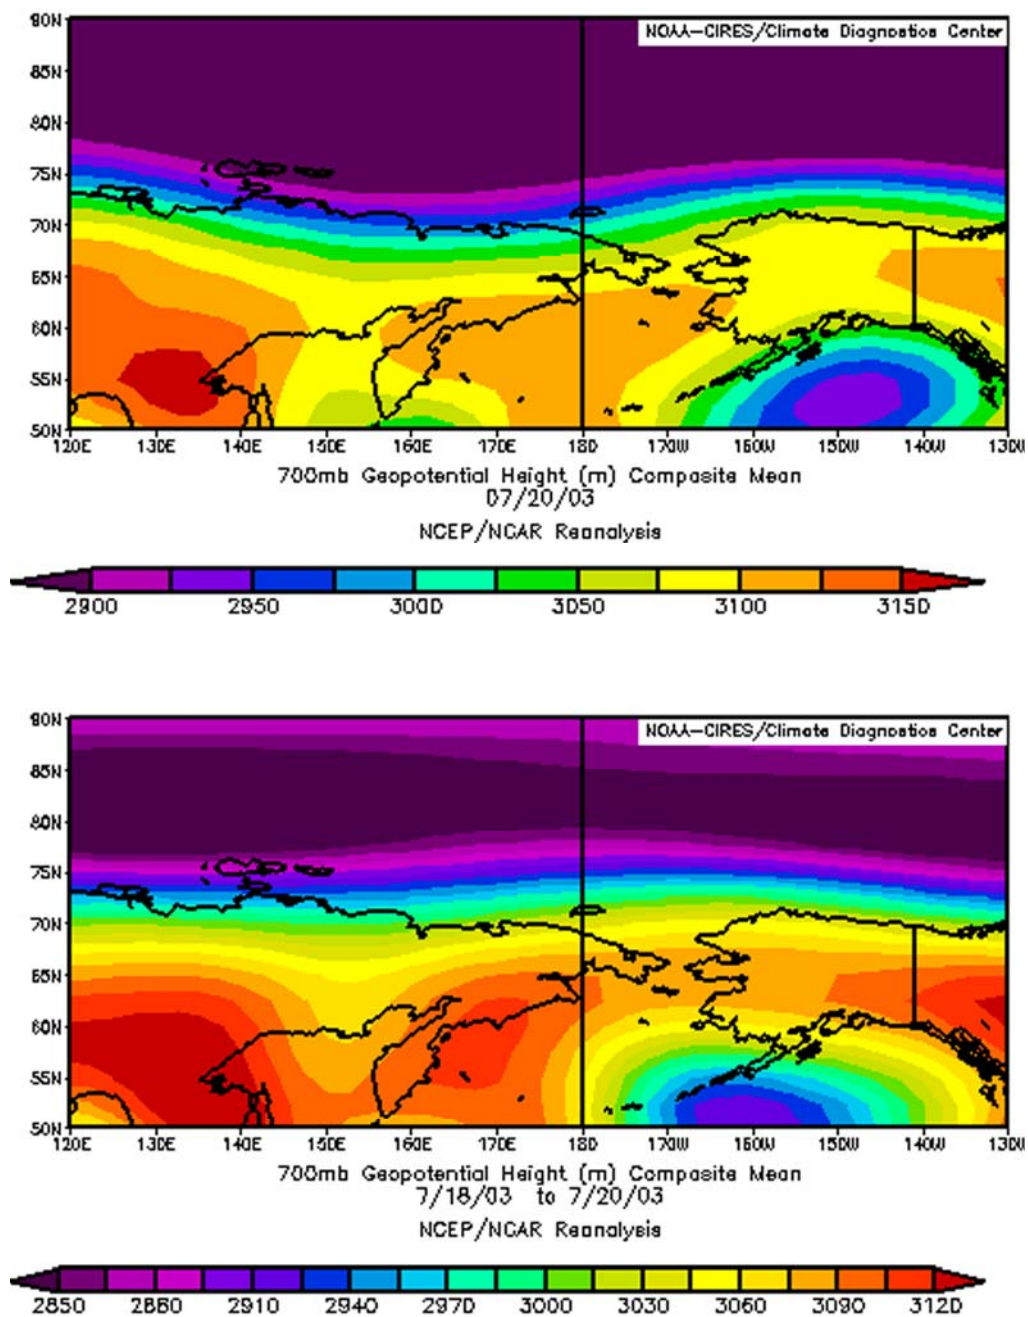 90N
NOAA-CIRES/Climate Diagnostics Center
85N
80N
75N
70N
65N
60N
55N
50N
120E 130E 140E 150E 160E 170E 180 170W 160W 150W 140W 130W
700mb Geopotential Height (m) Composite Mean
07/20/03
NCEP/NCAR Reanalysis
2900 2950 3000 3050 3100 3150
90N
NOAA-CIRES/Climate Diagnostics Center
85N
80N
75N
70N
65N
60N
55N
50N
120E 130E 140E 150E 160E 170E 180 170W 160W 150W 140W 130W
700mb Geopotential Height (m) Composite Mean
7/18/03 to 7/20/03
NCEP/NCAR Reanalysis
2850 2880 2910 2940 2970 3000 3030 3060 3090 3120